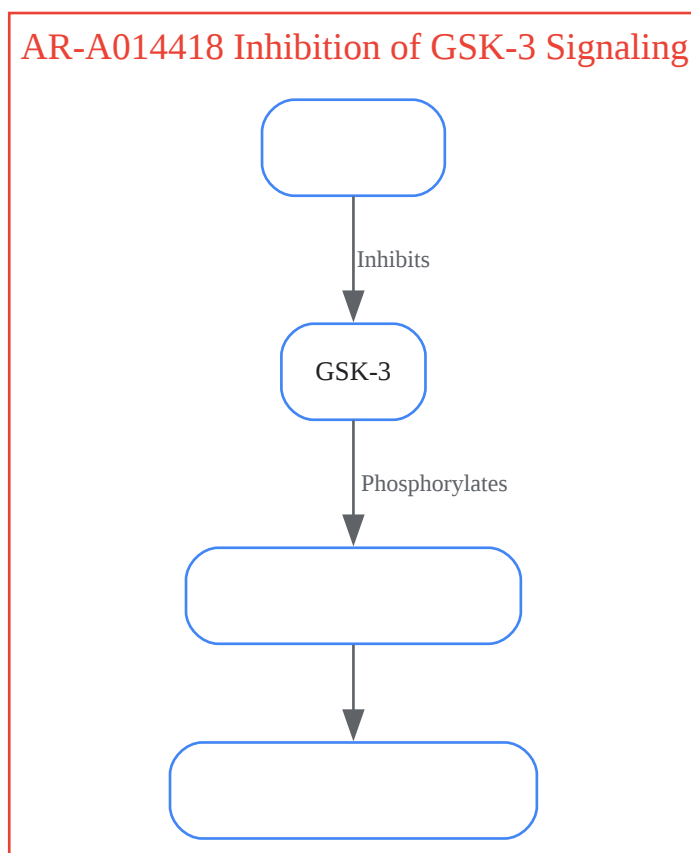 AR-A014418 Inhibition of GSK-3 Signaling
Inhibits
GSK-3
Phosphorylates